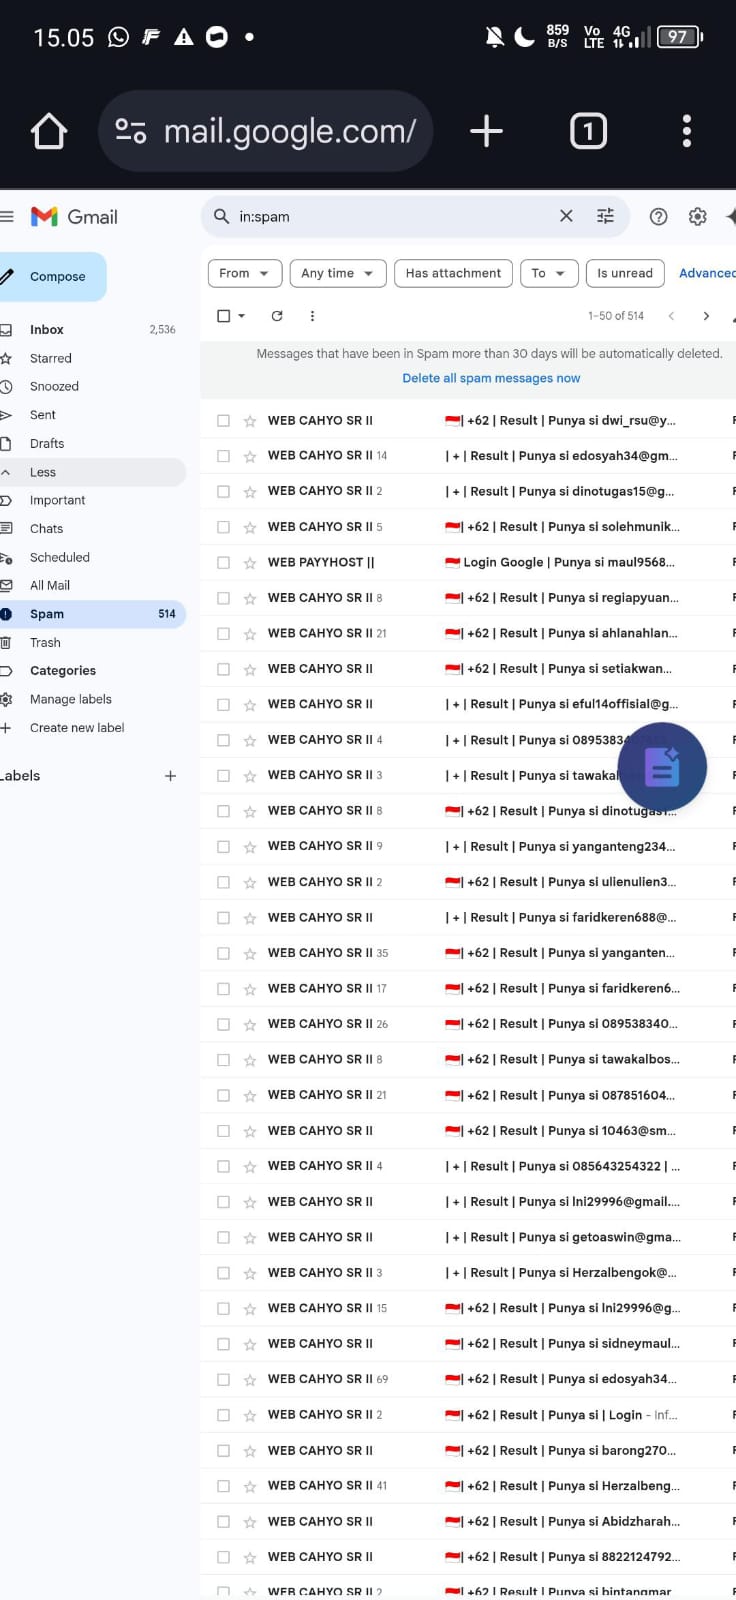 15.05 859 B/S Vo LTE 4G 97
mail.google.com/ 1
Gmail
in:spam
Compose
From Any time Has attachment To Is unread Advanced
1–50 of 514
Messages that have been in Spam more than 30 days will be automatically deleted.
Delete all spam messages now
Inbox 2,536
Starred
Snoozed
Sent
Drafts
Less
Important
Chats
Scheduled
All Mail
Spam 514
Trash
Categories
Manage labels
Create new label
Labels
WEB CAHYO SR II | +62 | Result | Punya si dwi_rsu@y...
WEB CAHYO SR II 14 | + | Result | Punya si edosyah34@gm...
WEB CAHYO SR II 2 | + | Result | Punya si dinotugas15@g...
WEB CAHYO SR II 5 | +62 | Result | Punya si solehmunik...
WEB PAYYHOST || Login Google | Punya si maul9568...
WEB CAHYO SR II 8 | +62 | Result | Punya si regiapyuan...
WEB CAHYO SR II 21 | +62 | Result | Punya si ahlanahlan...
WEB CAHYO SR II | +62 | Result | Punya si setiakwan...
WEB CAHYO SR II | + | Result | Punya si eful14offisial@g...
WEB CAHYO SR II 4 | + | Result | Punya si
WEB CAHYO SR II 3 | + | Result | Punya si
WEB CAHYO SR II 8 | +62 | Result | Punya si
WEB CAHYO SR II 9 | + | Result | Punya si yanganteng234...
WEB CAHYO SR II 2 | +62 | Result | Punya si ulienulien3...
WEB CAHYO SR II | + | Result | Punya si faridkeren688@...
WEB CAHYO SR II 35 | +62 | Result | Punya si yanganten...
WEB CAHYO SR II 17 | +62 | Result | Punya si faridkeren6...
WEB CAHYO SR II 26 | +62 | Result | Punya si 089538340...
WEB CAHYO SR II 8 | +62 | Result | Punya si tawakalbos...
WEB CAHYO SR II 21 | +62 | Result | Punya si 087851604...
WEB CAHYO SR II | +62 | Result | Punya si 10463@sm...
WEB CAHYO SR II 4 | + | Result | Punya si 085643254322 | ...
WEB CAHYO SR II | + | Result | Punya si lni29996@gmail....
WEB CAHYO SR II | + | Result | Punya si getoaswin@gma...
WEB CAHYO SR II 3 | + | Result | Punya si Herzalbengok@...
WEB CAHYO SR II 15 | +62 | Result | Punya si lni29996@g...
WEB CAHYO SR II | +62 | Result | Punya si sidneymaul...
WEB CAHYO SR II 69 | +62 | Result | Punya si edosyah34...
WEB CAHYO SR II 2 | +62 | Result | Punya si | Login - Inf...
WEB CAHYO SR II | +62 | Result | Punya si barong270...
WEB CAHYO SR II 41 | +62 | Result | Punya si Herzalbeng...
WEB CAHYO SR II | +62 | Result | Punya si Abidzharah...
WEB CAHYO SR II | +62 | Result | Punya si 8822124792...
WEB CAHYO SR II 2 | +62 | Result | Punya si bintangmar